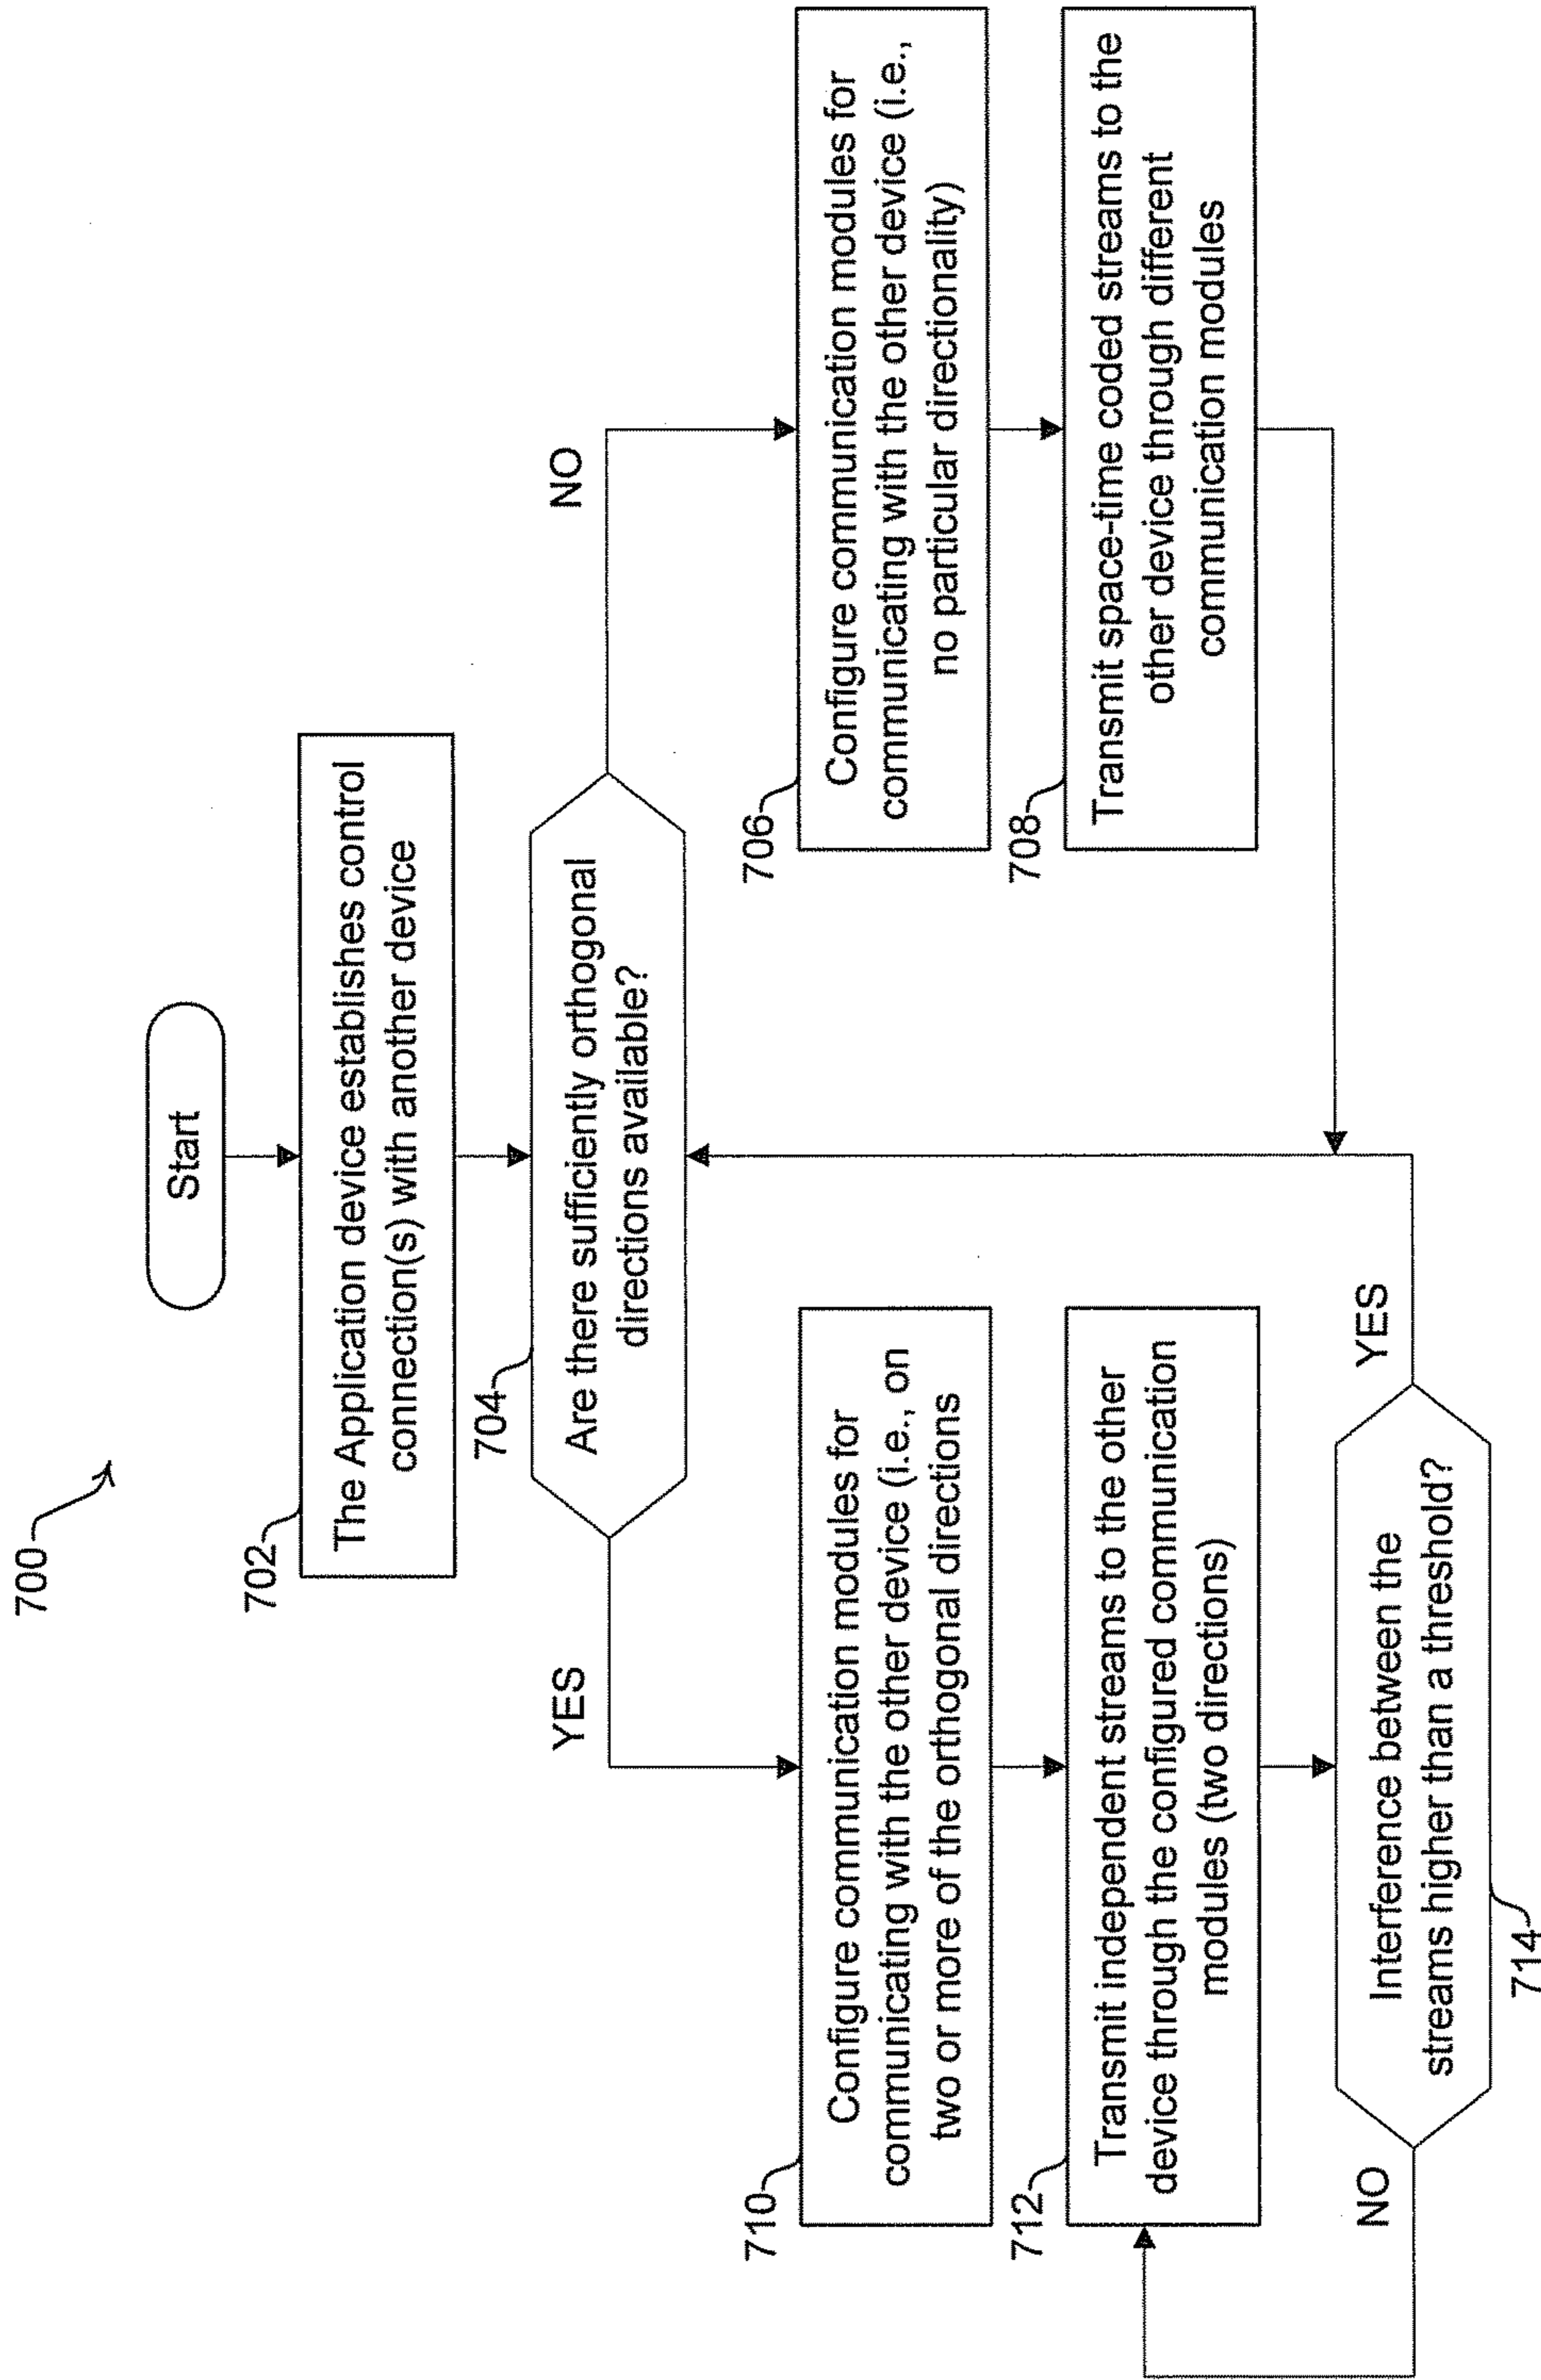 700
Start
702
The Application device establishes control
connection(s) with another device
704
Are there sufficiently orthogonal
directions available?
YES
NO
710
Configure communication modules for
communicating with the other device (i.e., on
two or more of the orthogonal directions
706
Configure communication modules for
communicating with the other device (i.e.,
no particular directionality)
712
Transmit independent streams to the other
device through the configured communication
modules (two directions)
708
Transmit space-time coded streams to the
other device through different
communication modules
NO
Interference between the
streams higher than a threshold?
YES
714